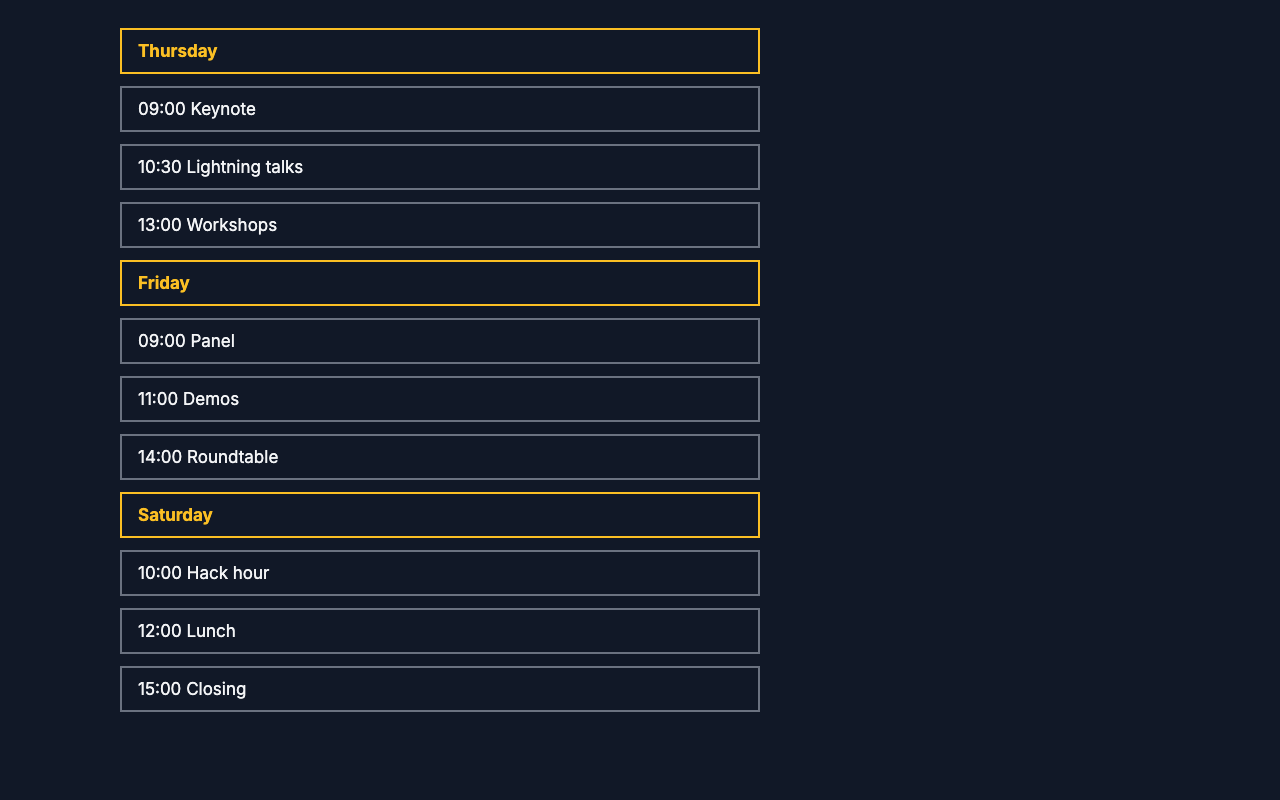 Thursday
09:00 Keynote
10:30 Lightning talks
13:00 Workshops
Friday
09:00 Panel
11:00 Demos
14:00 Roundtable
Saturday
10:00 Hack hour
12:00 Lunch
15:00 Closing